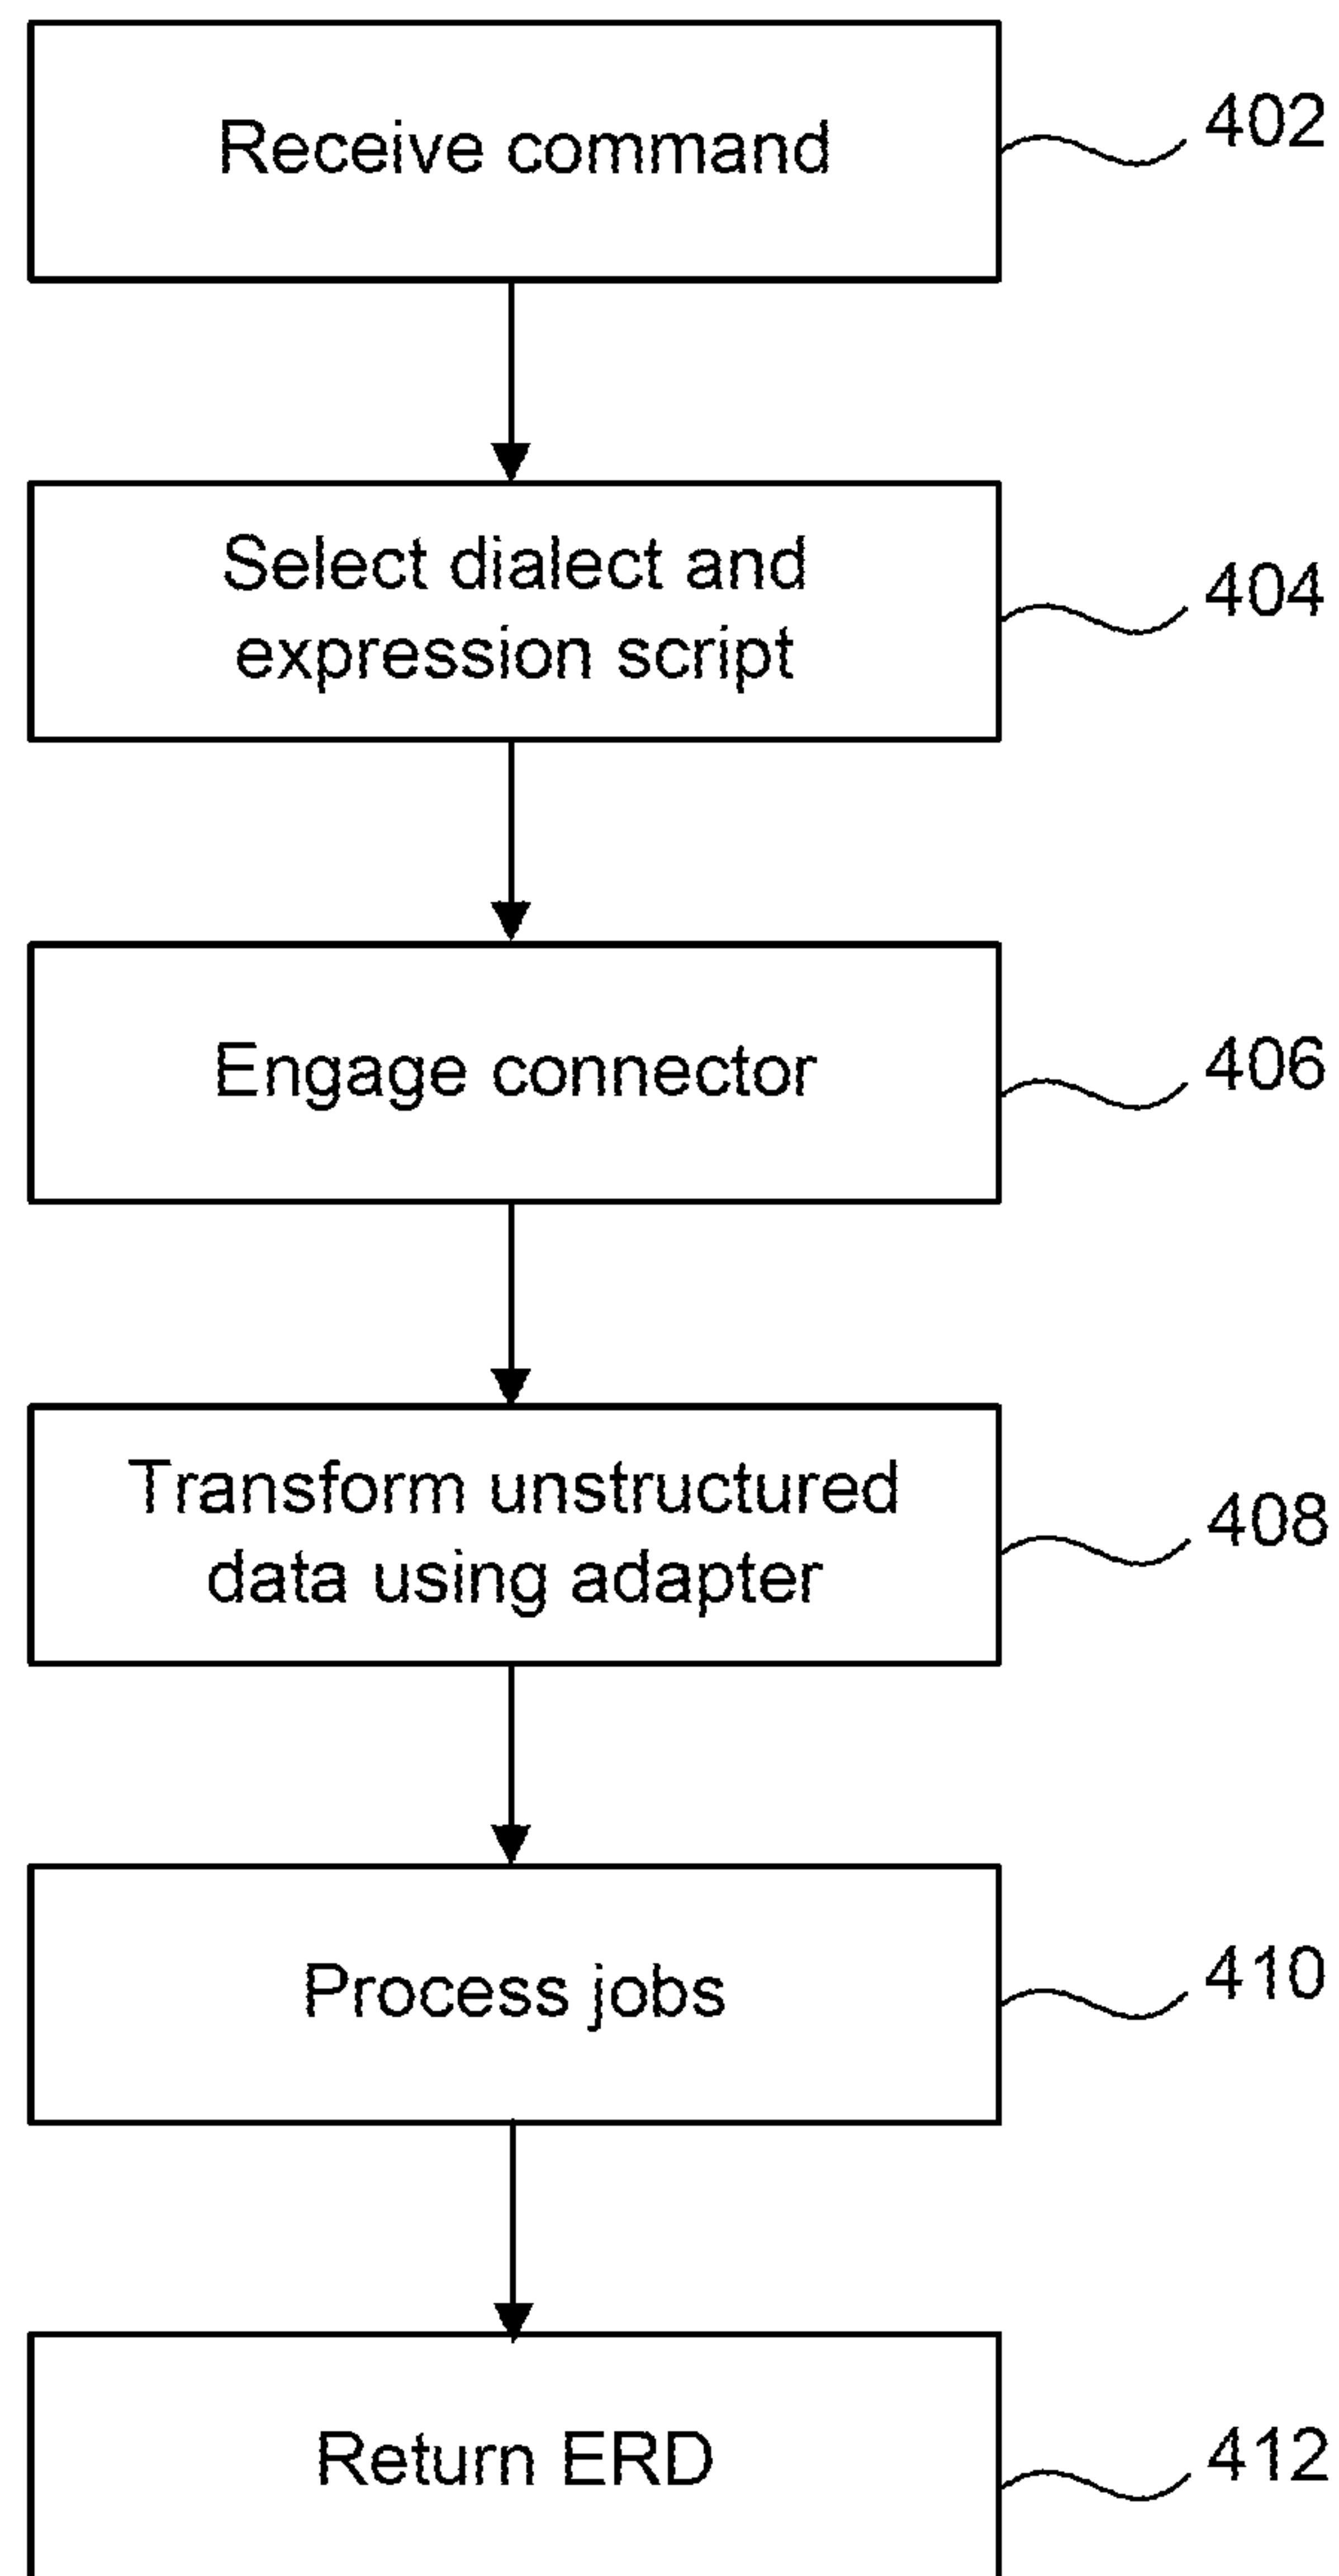 Receive command
402
Select dialect and
expression script
404
Engage connector
406
Transform unstructured
data using adapter
408
Process jobs
410
Return ERD
412